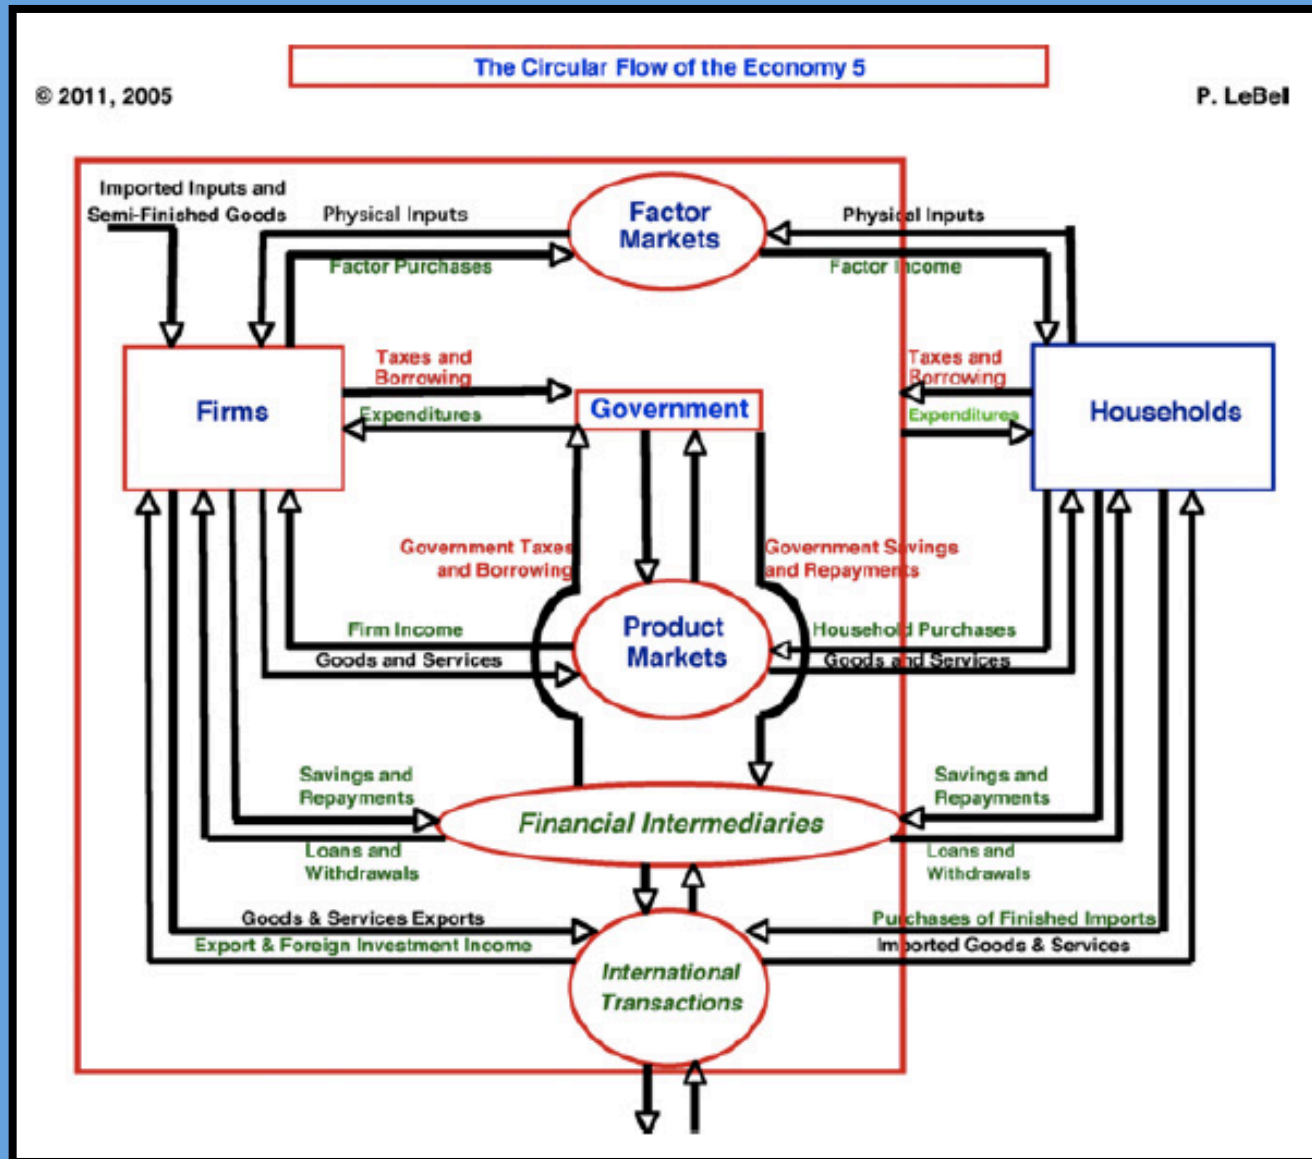 The Circular Flow of the Economy 5
© 2011, 2005
P. LeBel
Imported Inputs and
Semi-Finished Goods
Physical Inputs
Factor Purchases
Factor
Markets
Physical Inputs
Factor Income
Firms
Taxes and
Borrowing
Expenditures
Government
Taxes and
Borrowing
Expenditures
Households
Government Taxes
and Borrowing
Government Savings
and Repayments
Firm Income
Goods and Services
Product
Markets
Household Purchases
Goods and Services
Savings and
Repayments
Loans and
Withdrawals
Financial Intermediaries
Savings and
Repayments
Loans and
Withdrawals
Goods & Services Exports
Export & Foreign Investment Income
International
Transactions
Purchases of Finished Imports
Imported Goods & Services